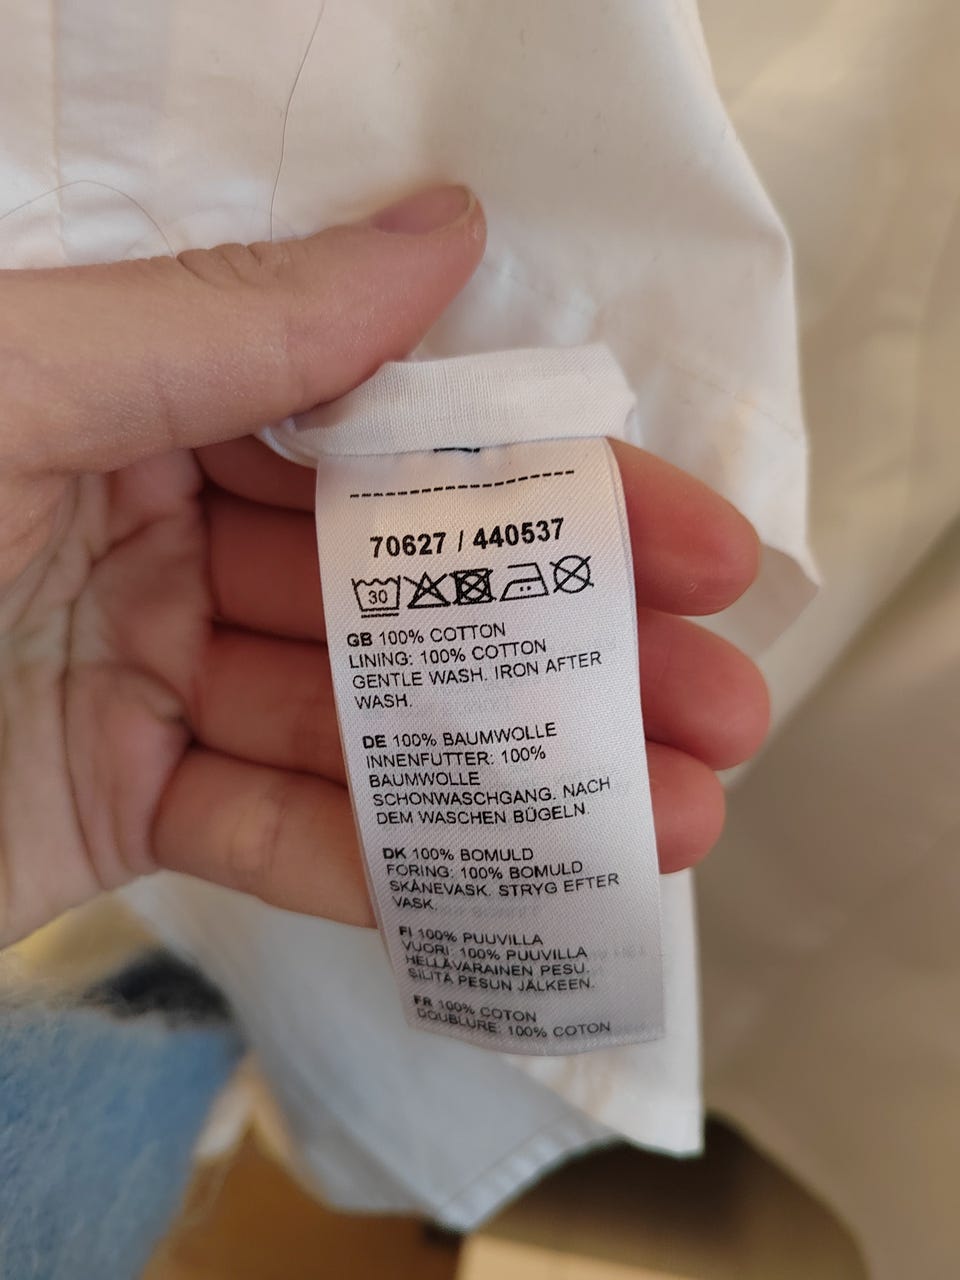 70627 / 440537
30
GB 100% COTTON
LINING: 100% COTTON
GENTLE WASH. IRON AFTER
WASH.
DE 100% BAUMWOLLE
INNENFUTTER: 100%
BAUMWOLLE
SCHONWASCHGANG. NACH
DEM WASCHEN BÜGELN.
DK 100% BOMULD
FORING: 100% BOMULD
SKÅNEVASK. STRYG EFTER
VASK.
FI 100% PUUVILLA
VUORI: 100% PUUVILLA
HELLÄVARAINEN PESU.
SILITÄ PESUN JÄLKEEN.
FR 100% COTON
DOUBLURE: 100% COTON